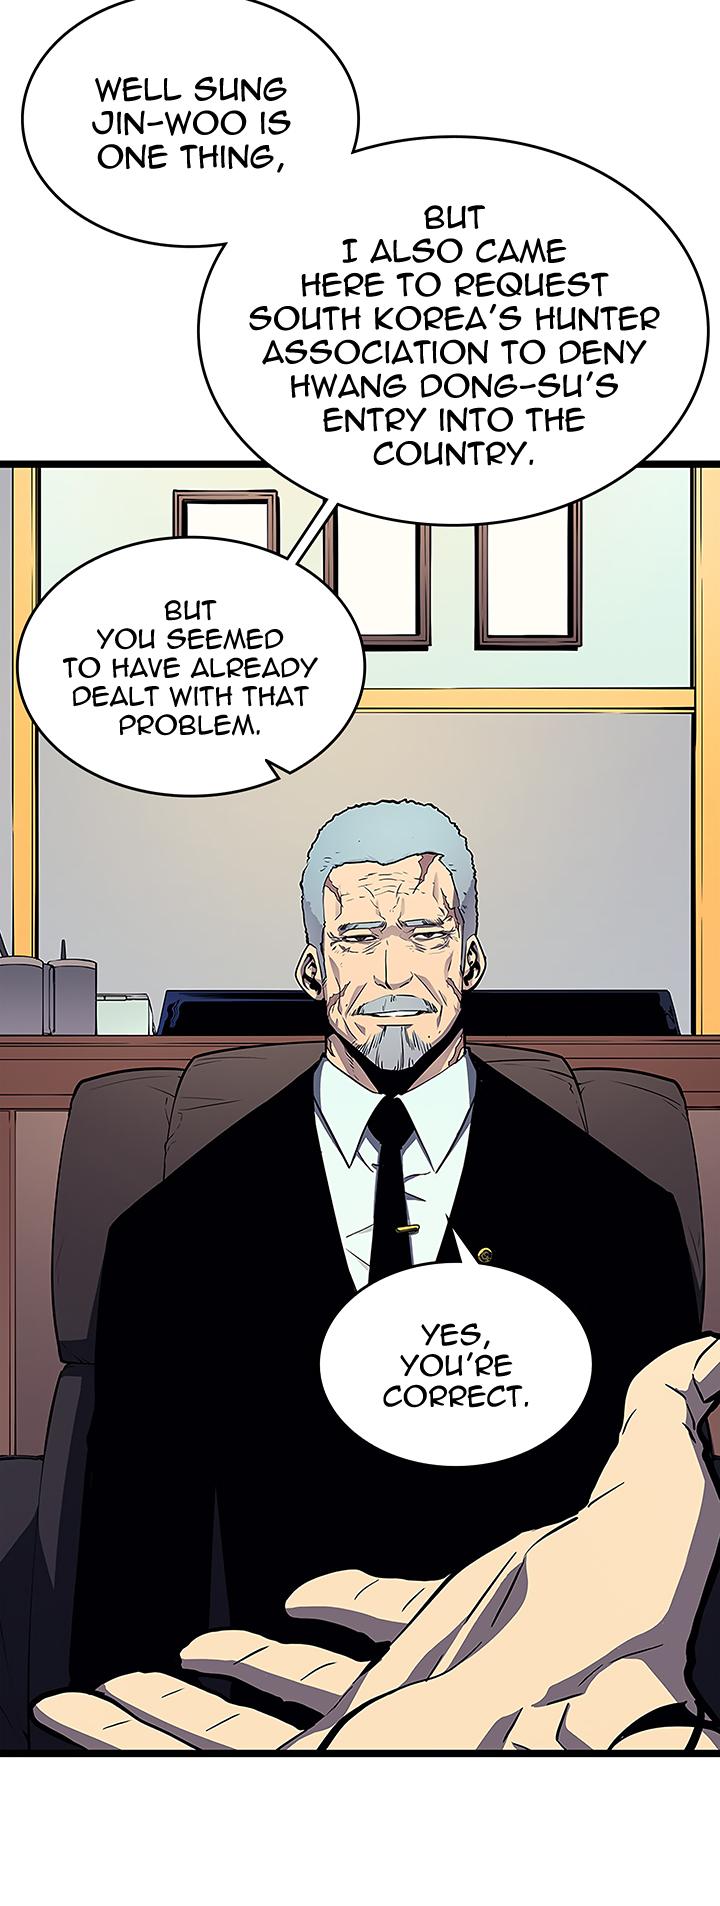 WELL SUNG
JIN-WOO IS
ONE THING,
BUT
I ALSO CAME
HERE TO REQUEST
SOUTH KOREA'S HUNTER
ASSOCIATION TO DENY
HWANG DONG-SU'S
ENTRY INTO THE
COUNTRY.
BUT
YOU SEEMED
TO HAVE ALREADY
DEALT WITH THAT
PROBLEM.
YES,
YOU'RE
CORRECT.